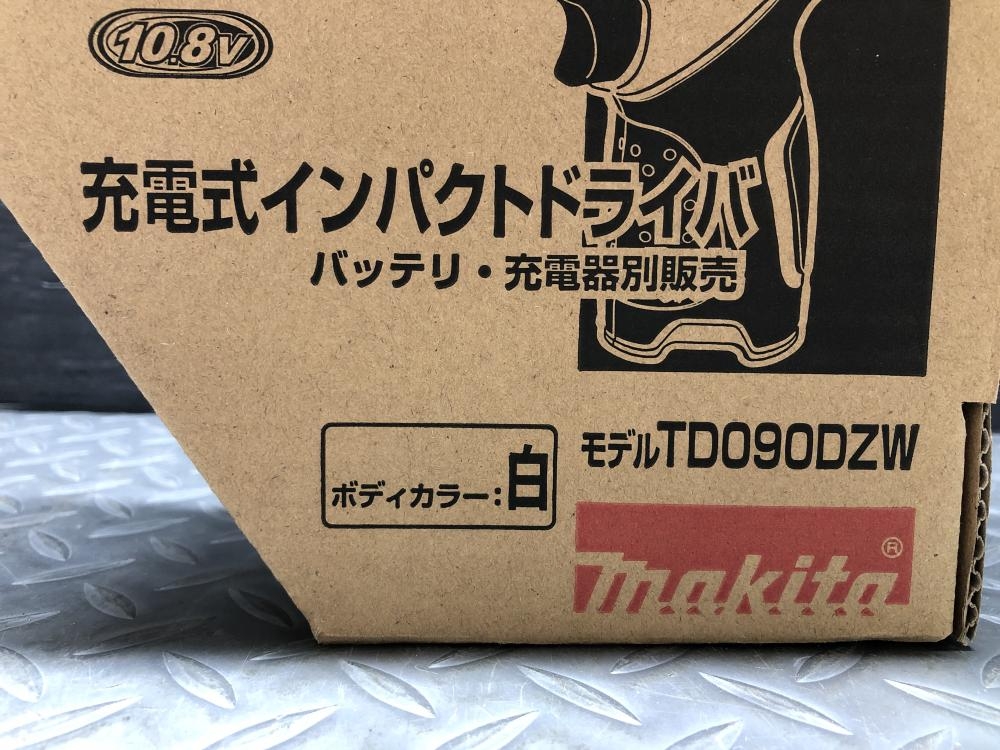 10.8V
充電式インパクトドライバ
バッテリ・充電器別販売
モデルTD090DZW
ボディカラー:白
makita®